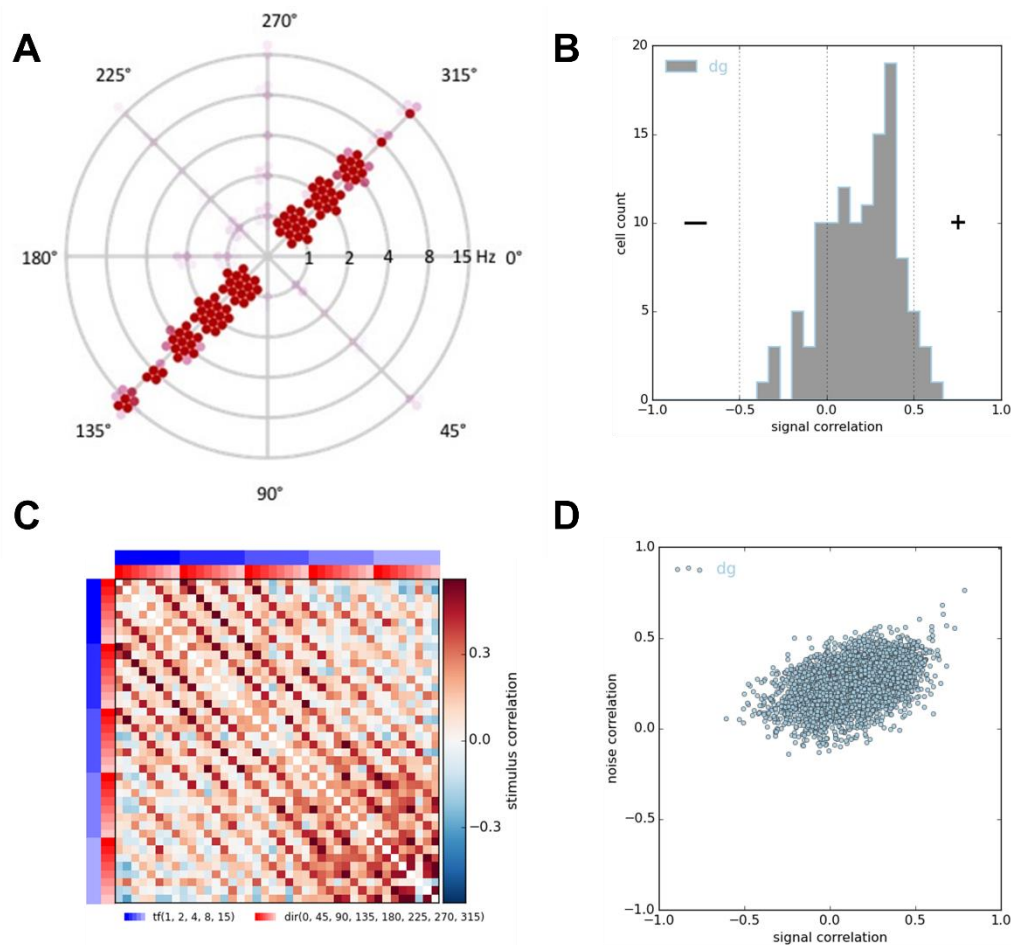 A
270°
225°
315°
180°
1 2 4 8 15 Hz 0°
135°
45°
90°
B
20
15
10
5
0
dg
− +
cell count
−1.0 −0.5 0.0 0.5 1.0
signal correlation
C
0.3
0.0
−0.3
stimulus correlation
tf(1, 2, 4, 8, 15) dir(0, 45, 90, 135, 180, 225, 270, 315)
D
1.0
0.5
0.0
−0.5
−1.0
dg
noise correlation
−1.0 −0.5 0.0 0.5 1.0
signal correlation